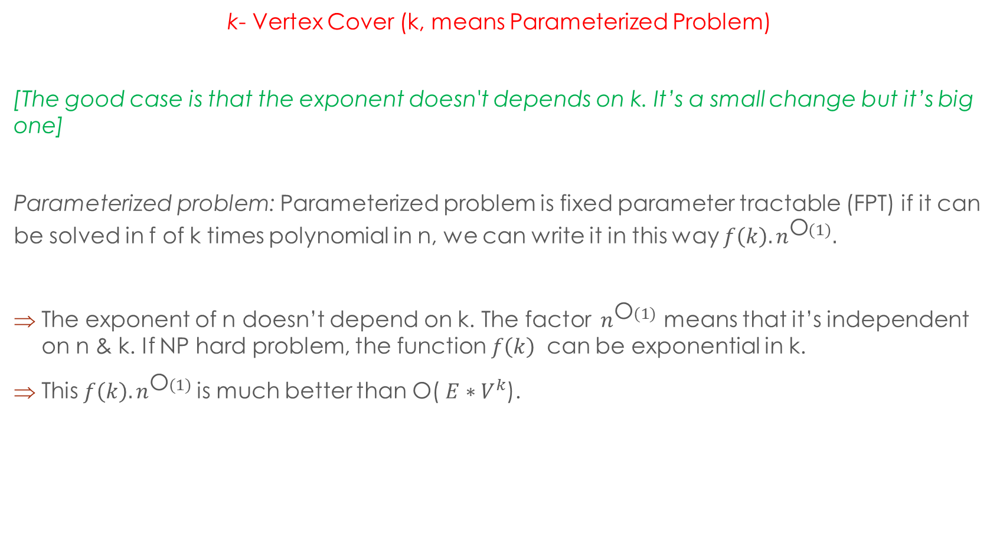 k- Vertex Cover (k, means Parameterized Problem)
[The good case is that the exponent doesn't depends on k. It’s a small change but it’s big
one]
Parameterized problem: Parameterized problem is fixed parameter tractable (FPT) if it can
be solved in f of k times polynomial in n, we can write it in this way f(k).n^O(1).
⇒ The exponent of n doesn’t depend on k. The factor n^O(1) means that it’s independent
on n & k. If NP hard problem, the function f(k) can be exponential in k.
⇒ This f(k).n^O(1) is much better than O( E ∗ V^k).